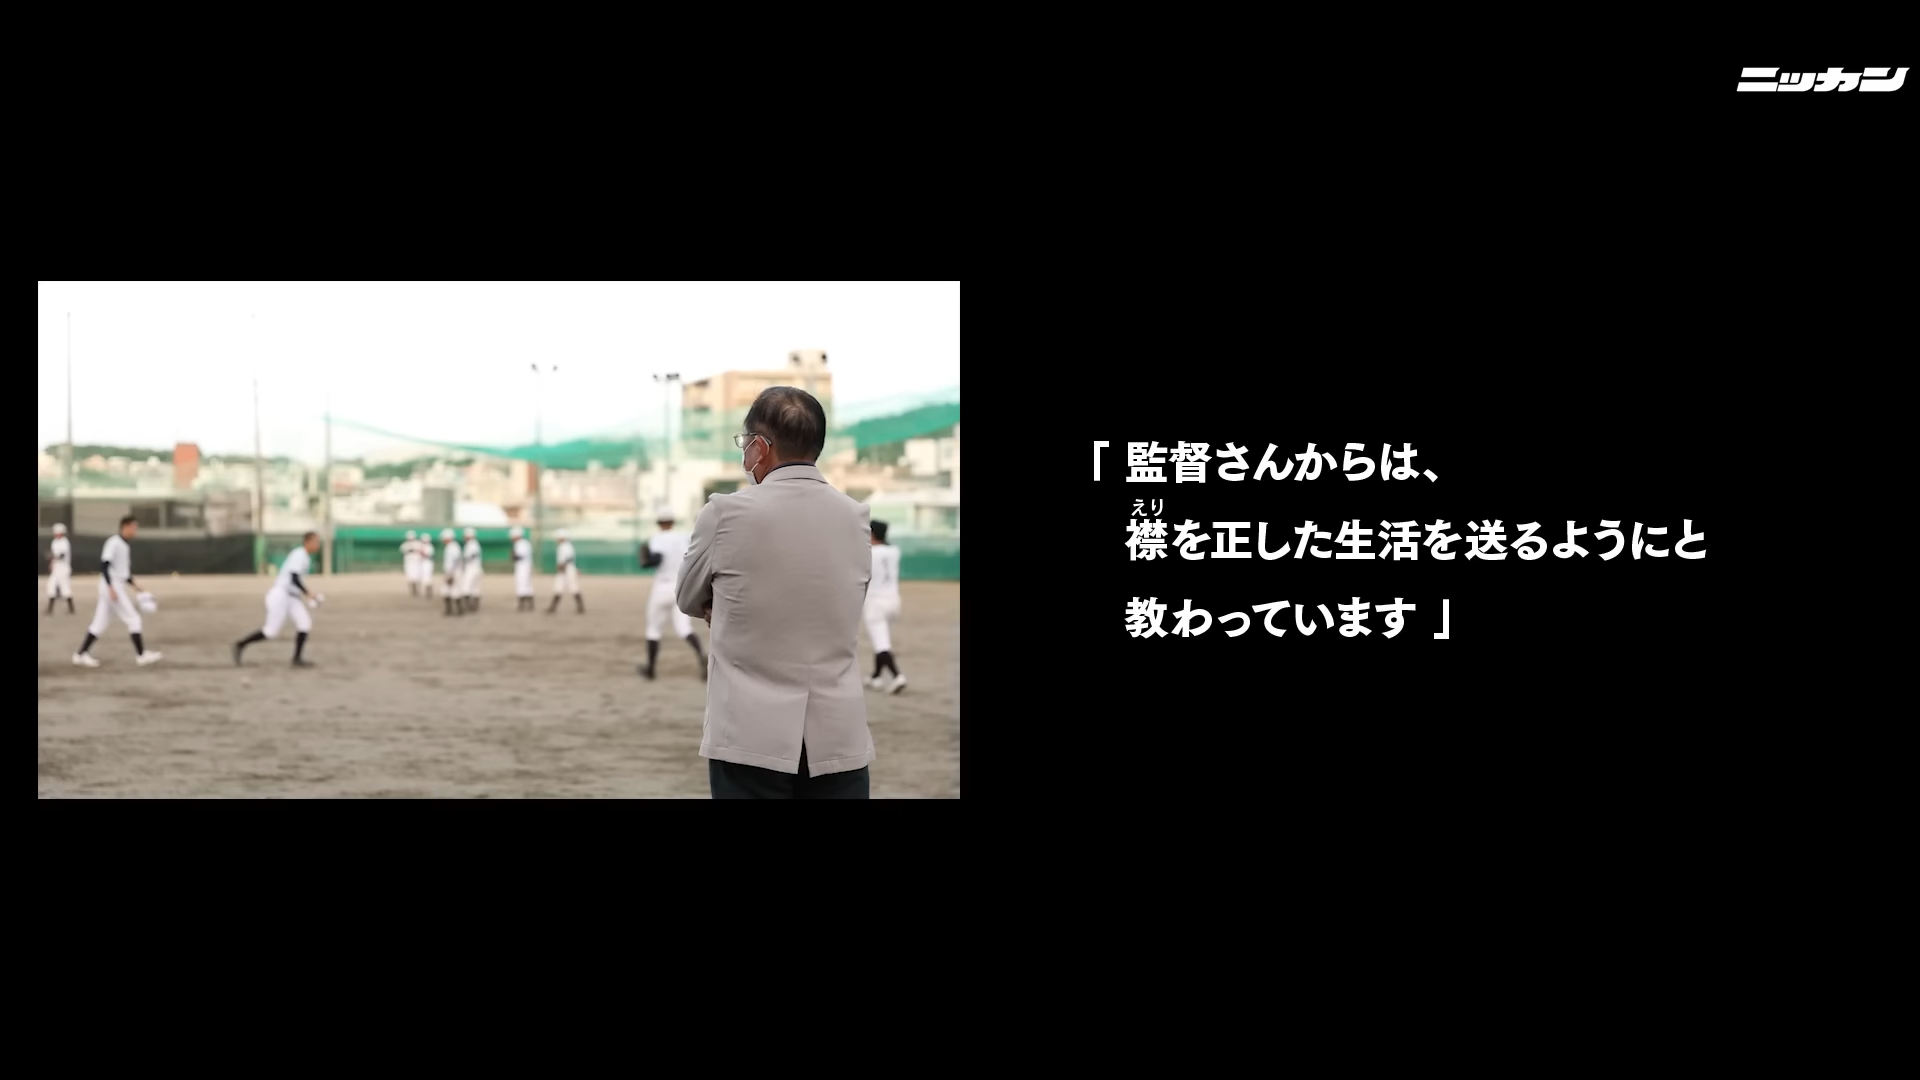 ニッカン
「 監督さんからは、
えり
襟を正した生活を送るようにと
教わっています 」